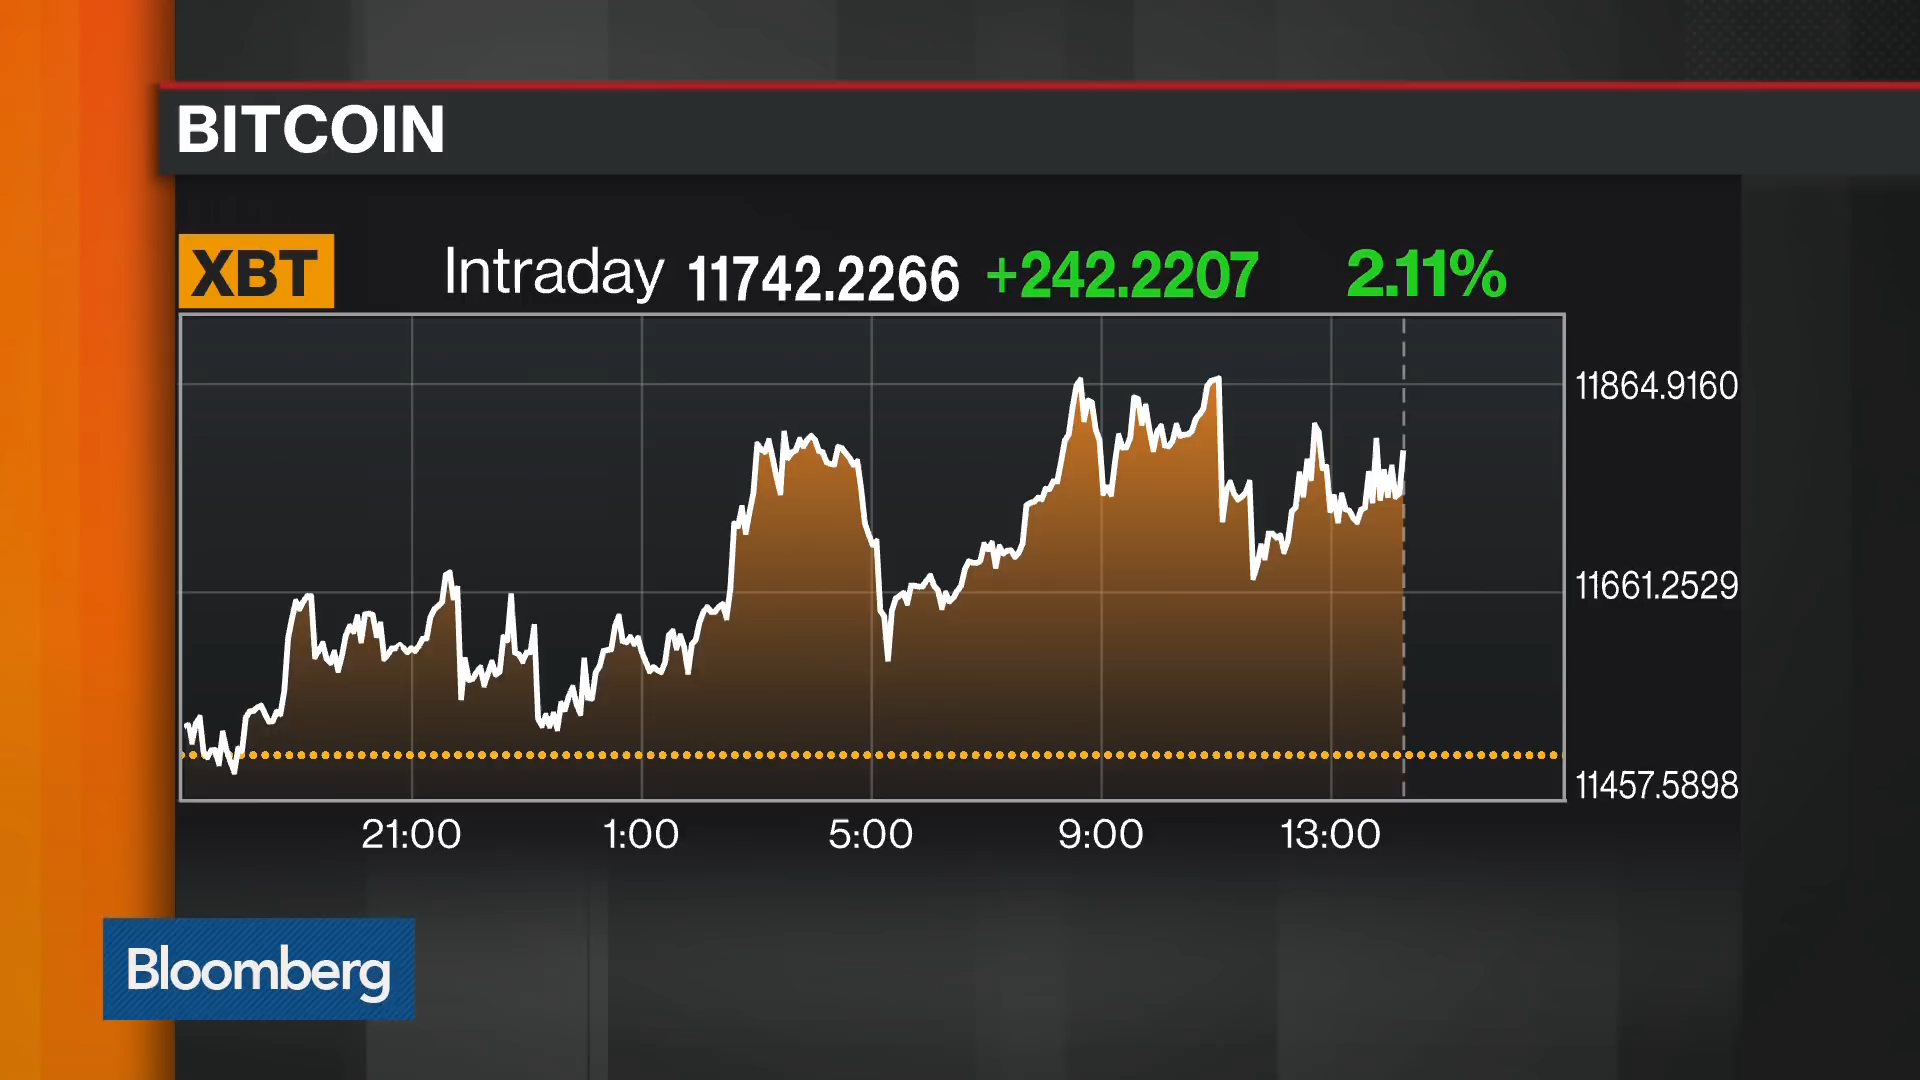 BITCOIN
XBT Intraday 11742.2266 +242.2207 2.11%
11864.9160
11661.2529
11457.5898
21:00 1:00 5:00 9:00 13:00
Bloomberg